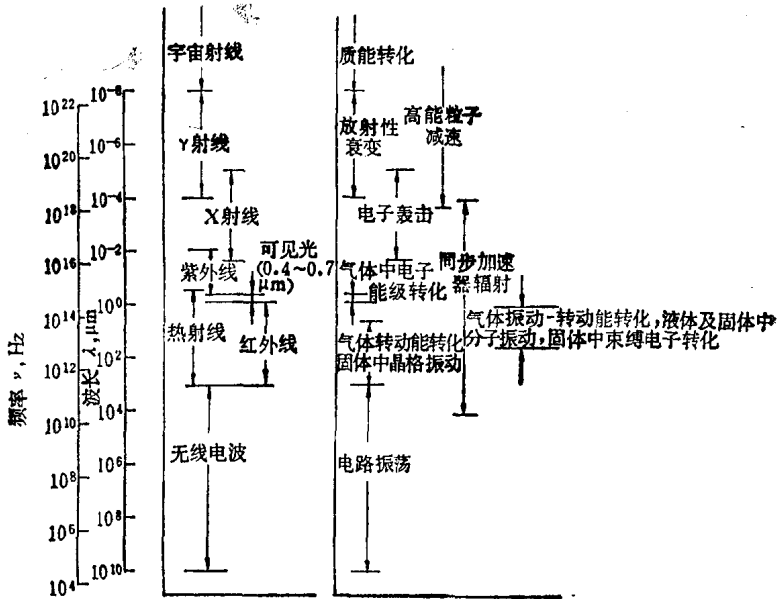 宇宙射线
γ射线
X射线
紫外线
可见光
(0.4~0.7
μm)
热射线
红外线
无线电波
质能转化
放射性
衰变
高能粒子
减速
电子轰击
气体中电子
能级转化
同步加速
器辐射
气体转动能转化
固体中晶格振动
气体振动-转动能转化,液体及固体中
分子振动,固体中束缚电子转化
电路振荡
频率 ν, Hz
10²²
10²⁰
10¹⁸
10¹⁶
10¹⁴
10¹²
10¹⁰
10⁸
10⁶
10⁴
波长 λ, μm
10⁻⁸
10⁻⁶
10⁻⁴
10⁻²
10⁰
10²
10⁴
10⁶
10⁸
10¹⁰